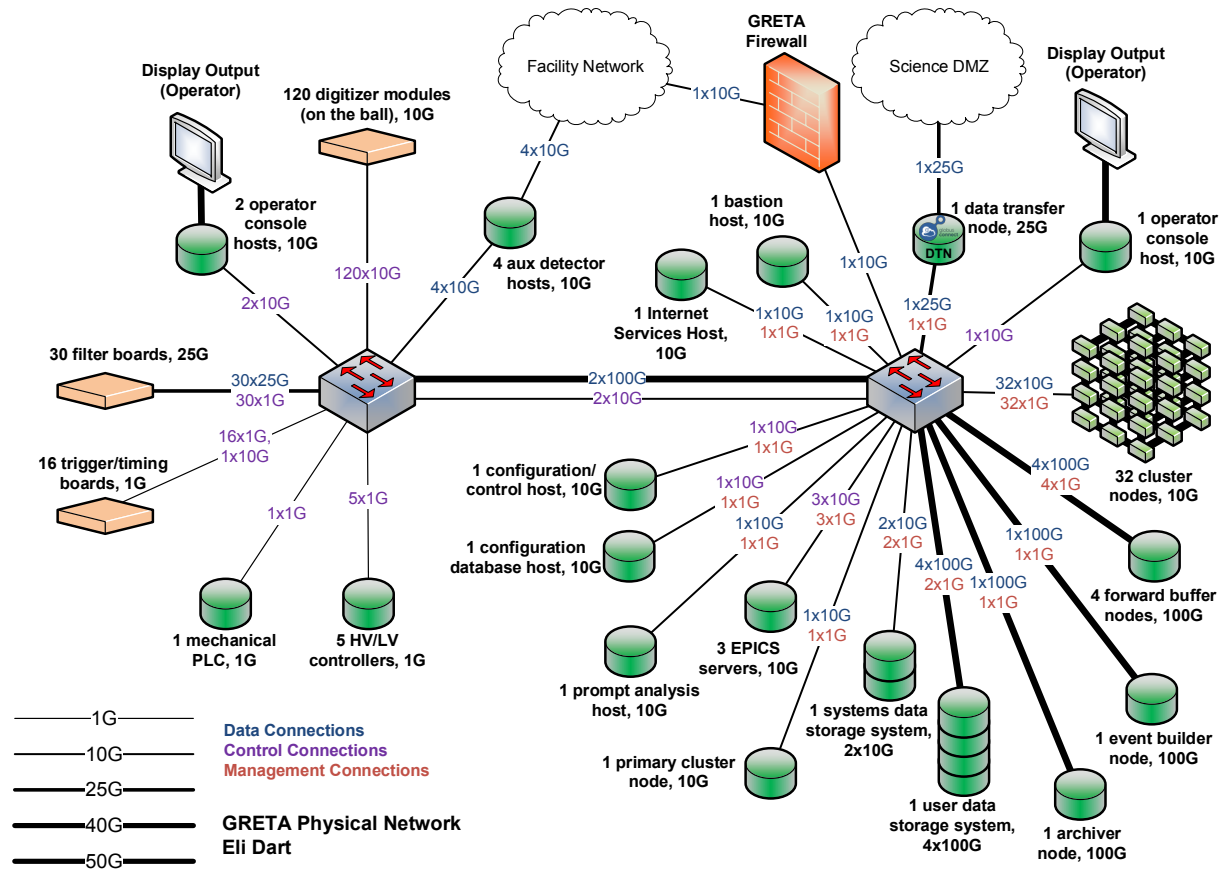 GRETA
Firewall
Display Output
(Operator)
Facility Network
Science DMZ
Display Output
(Operator)
120 digitizer modules
(on the ball), 10G
1x10G
4x10G
1x25G
2 operator
console
hosts, 10G
1 bastion
host, 10G
1 data transfer
node, 25G
globus
connect
DTN
1 operator
console
host, 10G
4 aux detector
hosts, 10G
120x10G
4x10G
2x10G
1x10G
1 Internet
Services Host,
10G
1x10G
1x1G
1x10G
1x1G
1x25G
1x1G
1x10G
30 filter boards, 25G
30x25G
30x1G
2x100G
2x10G
32x10G
32x1G
32 cluster
nodes, 10G
16x1G,
1x10G
16 trigger/timing
boards, 1G
1x1G
5x1G
1 mechanical
PLC, 1G
5 HV/LV
controllers, 1G
1x10G
1x1G
1 configuration/
control host, 10G
1x10G
1x1G
1 configuration
database host, 10G
1x10G
1x1G
1 prompt analysis
host, 10G
3x10G
3x1G
3 EPICS
servers, 10G
1x10G
1x1G
1 primary cluster
node, 10G
2x10G
2x1G
1 systems data
storage system,
2x10G
4x100G
2x1G
1 user data
storage system,
4x100G
1x100G
1x1G
1 archiver
node, 100G
1x100G
1x1G
1 event builder
node, 100G
4x100G
4x1G
4 forward buffer
nodes, 100G
1G
10G
25G
40G
50G
Data Connections
Control Connections
Management Connections
GRETA Physical Network
Eli Dart